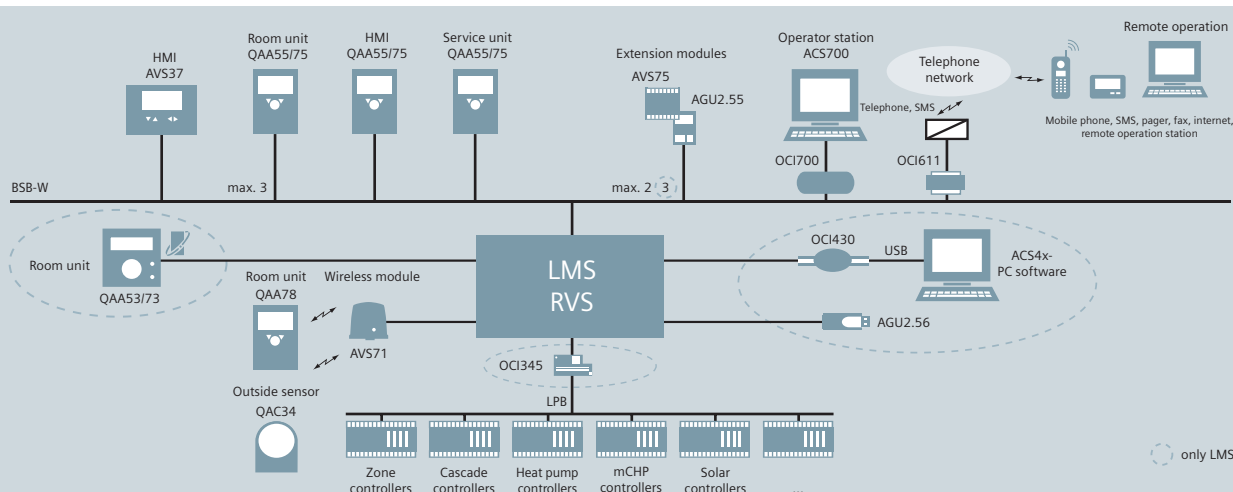 HMI
AVS37
Room unit
QAA55/75
HMI
QAA55/75
Service unit
QAA55/75
Extension modules
AVS75
AGU2.55
Operator station
ACS700
Telephone
network
Remote operation
Telephone, SMS
Mobile phone, SMS, pager, fax, internet,
remote operation station
OCI700
OCI611
BSB-W
max. 3
max. 2 3
Room unit
QAA53/73
LMS
RVS
OCI430
USB
ACS4x-
PC software
Room unit
QAA78
Wireless module
AVS71
AGU2.56
OCI345
LPB
Outside sensor
QAC34
Zone
controllers
Cascade
controllers
Heat pump
controllers
mCHP
controllers
Solar
controllers
...
only LMS